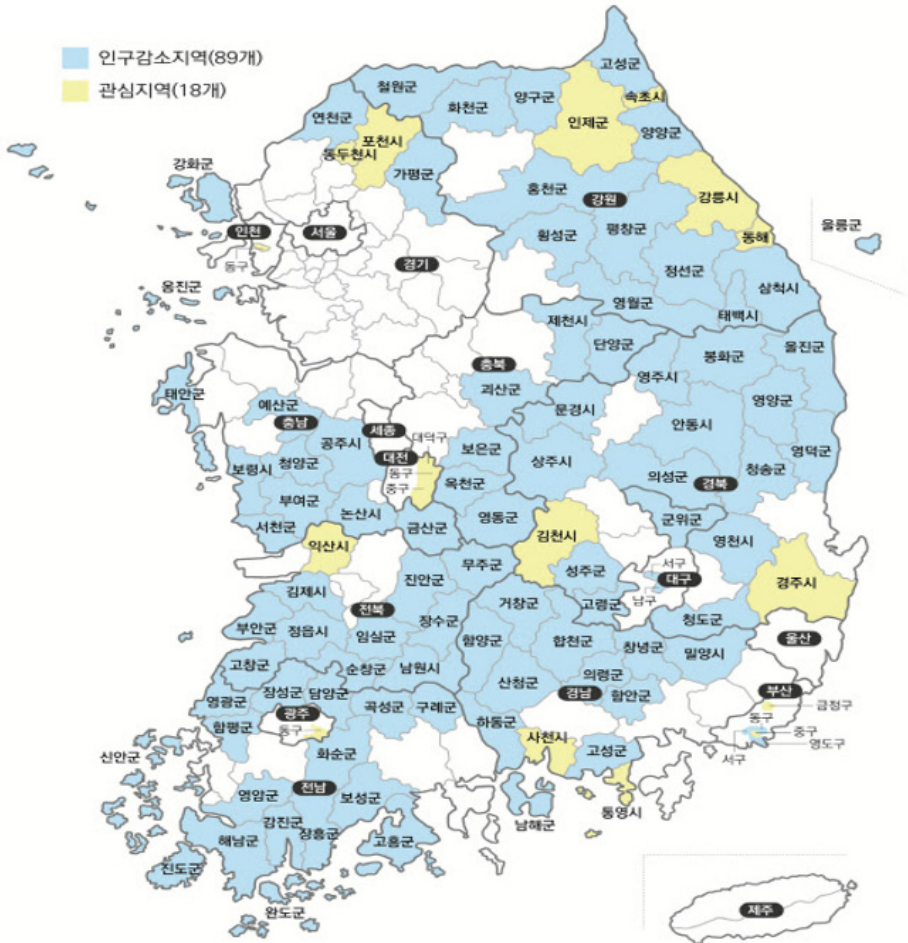 인구감소지역(89개)
관심지역(18개)
고성군
철원군
화천군
양구군
속초시
연천군
인제군
포천시
양양군
동두천시
강화군
가평군
홍천군
강원
강릉시
울릉군
인천
서울
횡성군
평창군
동해
동구
경기
정선군
옹진군
영월군
삼척시
제천시
태백시
단양군
봉화군
울진군
충북
영주시
태안군
괴산군
예산군
문경시
영양군
충남
세종
안동시
공주시
대덕구
보은군
영덕군
대전
보령시
청양군
동구
상주시
의성군
경북
청송군
중구
옥천군
부여군
논산시
서천군
금산군
영동군
군위군
김천시
영천시
익산시
무주군
서구
진안군
성주군
대구
경주시
김제시
거창군
고령군
남구
전북
장수군
청도군
부안군
정읍시
임실군
함양군
합천군
창녕군
울산
밀양시
고창군
순창군
남원시
의령군
산청군
경남
함안군
부산
영광군
장성군
담양군
곡성군
구례군
금정구
광주
하동군
동구
함평군
동구
사천시
중구
화순군
고성군
영도구
신안군
서구
전남
영암군
보성군
통영시
강진군
남해군
해남군
장흥군
고흥군
진도군
완도군
제주